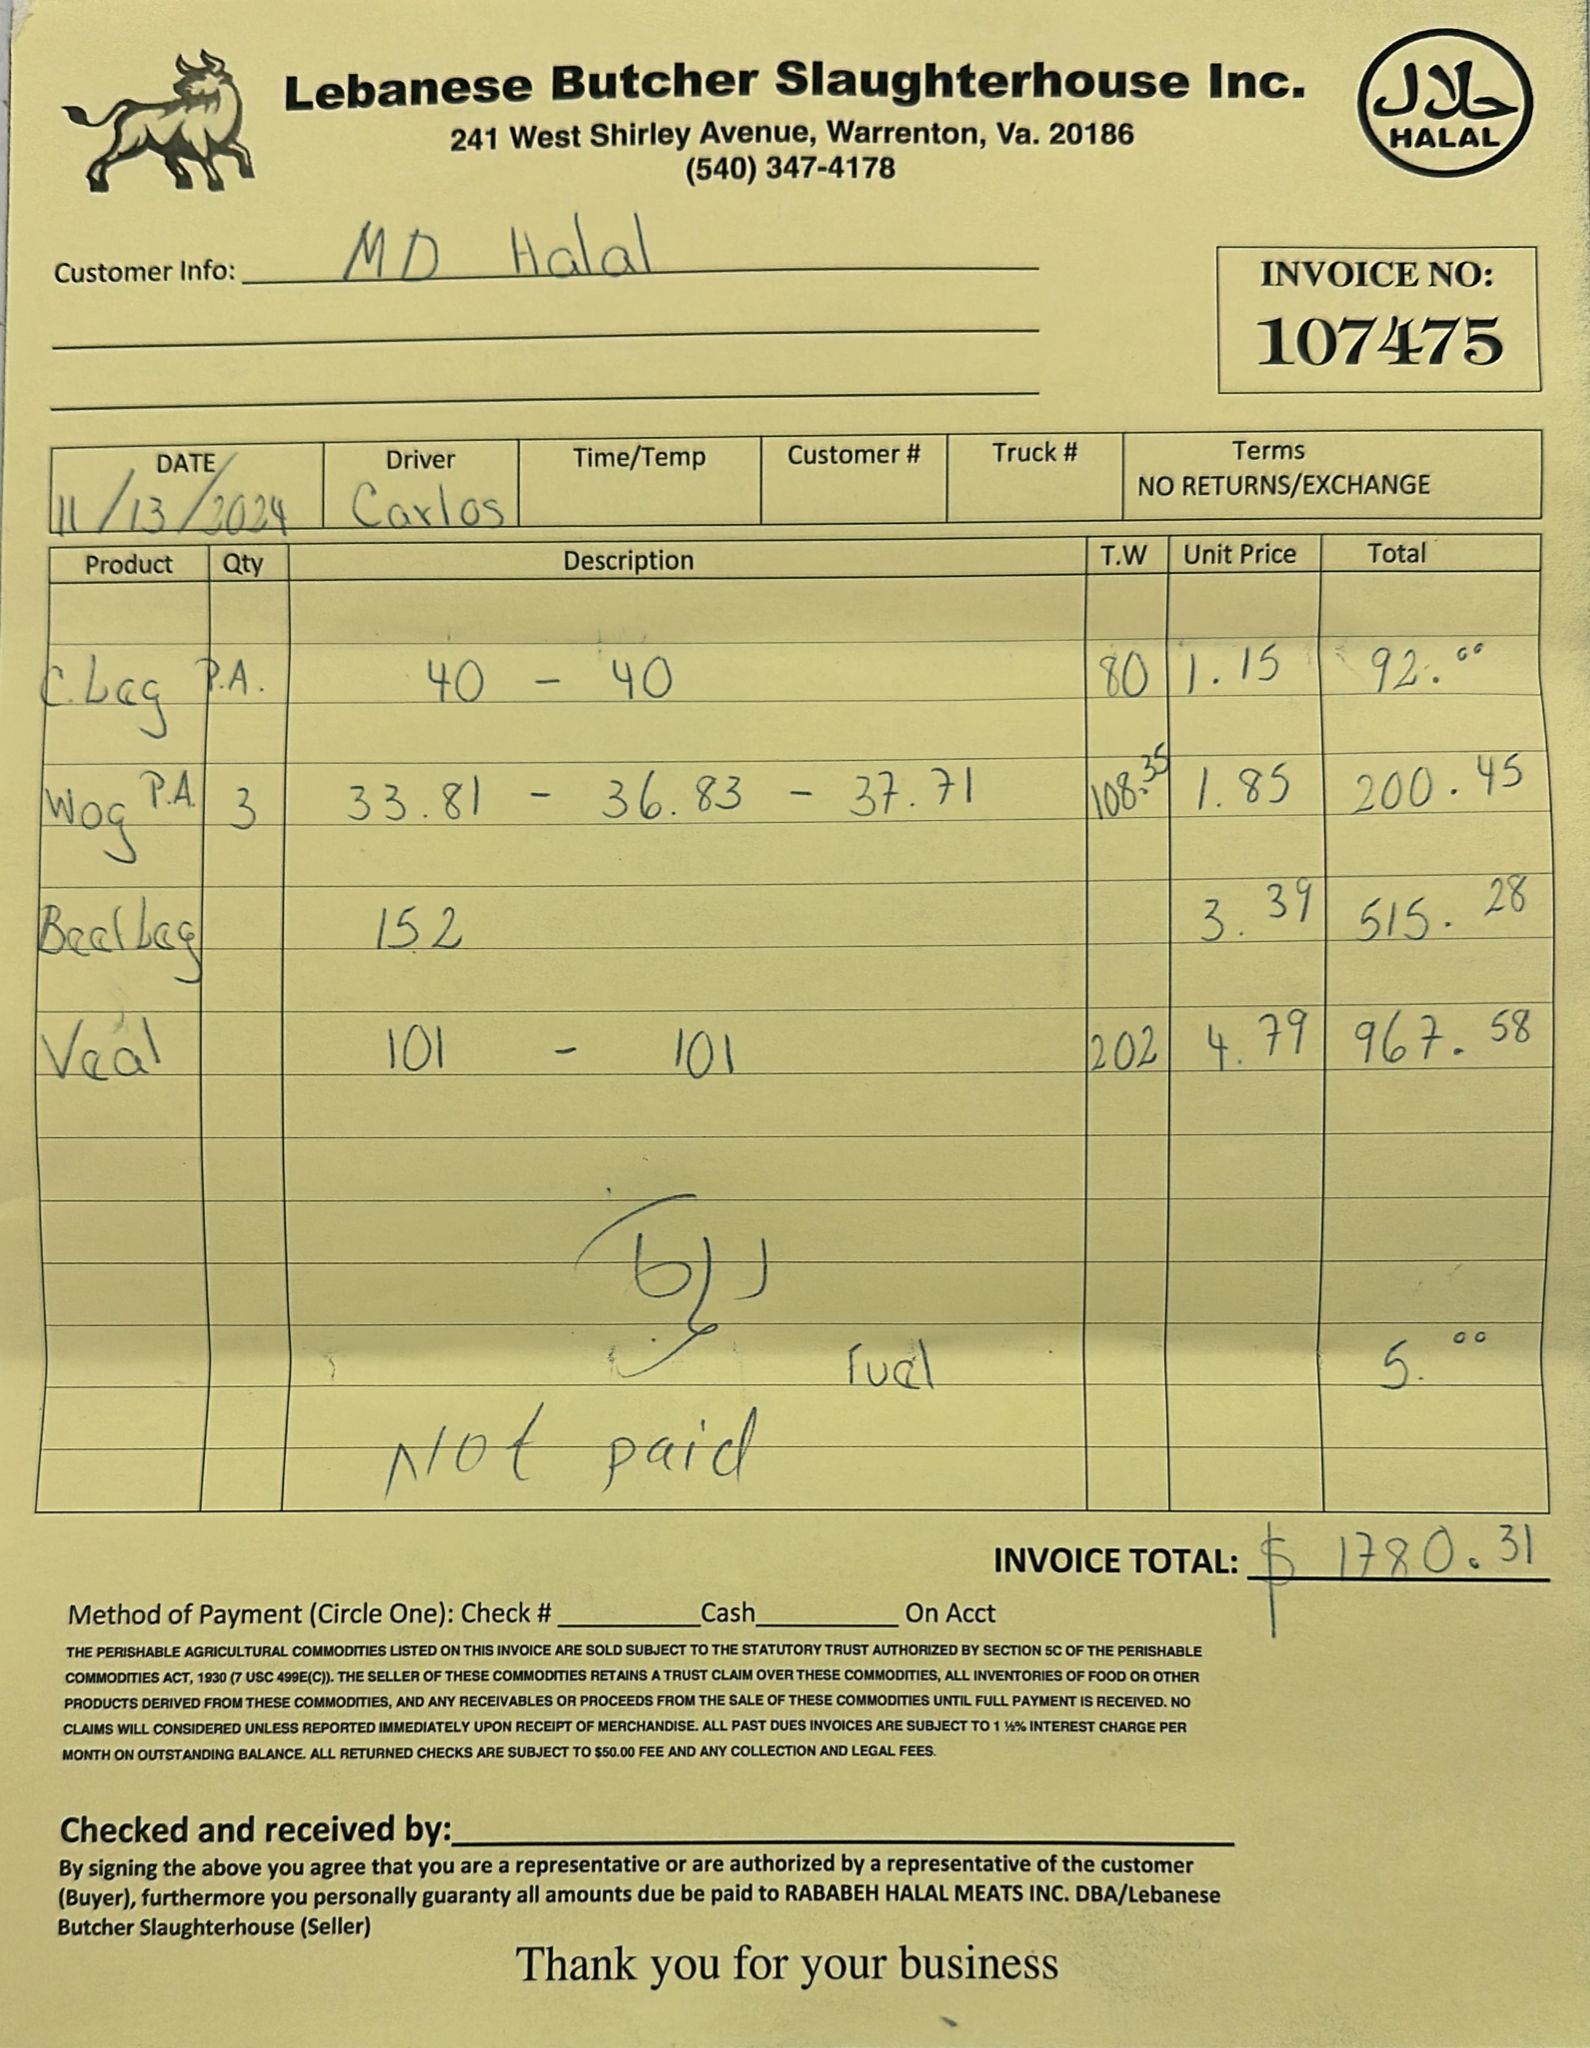 Lebanese Butcher Slaughterhouse Inc.
241 West Shirley Avenue, Warrenton, Va. 20186
(540) 347-4178
حلال
HALAL
Customer Info: MD Halal
INVOICE NO:
107475
DATE Driver Time/Temp Customer # Truck # Terms
11/13/2024 Carlos NO RETURNS/EXCHANGE
Product Qty Description T.W Unit Price Total
C.Leg P.A. 40 - 40 80 1.15 92.00
Wog P.A. 3 33.81 - 36.83 - 37.71 108.35 1.85 200.45
Beef Leg 152 3.39 515.28
Veal 101 - 101 202 4.79 967.58
Fuel 5.00
Not paid
INVOICE TOTAL: $ 1780.31
Method of Payment (Circle One): Check # Cash On Acct
THE PERISHABLE AGRICULTURAL COMMODITIES LISTED ON THIS INVOICE ARE SOLD SUBJECT TO THE STATUTORY TRUST AUTHORIZED BY SECTION 5C OF THE PERISHABLE
COMMODITIES ACT, 1930 (7 USC 499E(C)). THE SELLER OF THESE COMMODITIES RETAINS A TRUST CLAIM OVER THESE COMMODITIES, ALL INVENTORIES OF FOOD OR OTHER
PRODUCTS DERIVED FROM THESE COMMODITIES, AND ANY RECEIVABLES OR PROCEEDS FROM THE SALE OF THESE COMMODITIES UNTIL FULL PAYMENT IS RECEIVED. NO
CLAIMS WILL CONSIDERED UNLESS REPORTED IMMEDIATELY UPON RECEIPT OF MERCHANDISE. ALL PAST DUES INVOICES ARE SUBJECT TO 1 ½% INTEREST CHARGE PER
MONTH ON OUTSTANDING BALANCE. ALL RETURNED CHECKS ARE SUBJECT TO $50.00 FEE AND ANY COLLECTION AND LEGAL FEES.
Checked and received by:
By signing the above you agree that you are a representative or are authorized by a representative of the customer
(Buyer), furthermore you personally guaranty all amounts due be paid to RABABEH HALAL MEATS INC. DBA/Lebanese
Butcher Slaughterhouse (Seller)
Thank you for your business